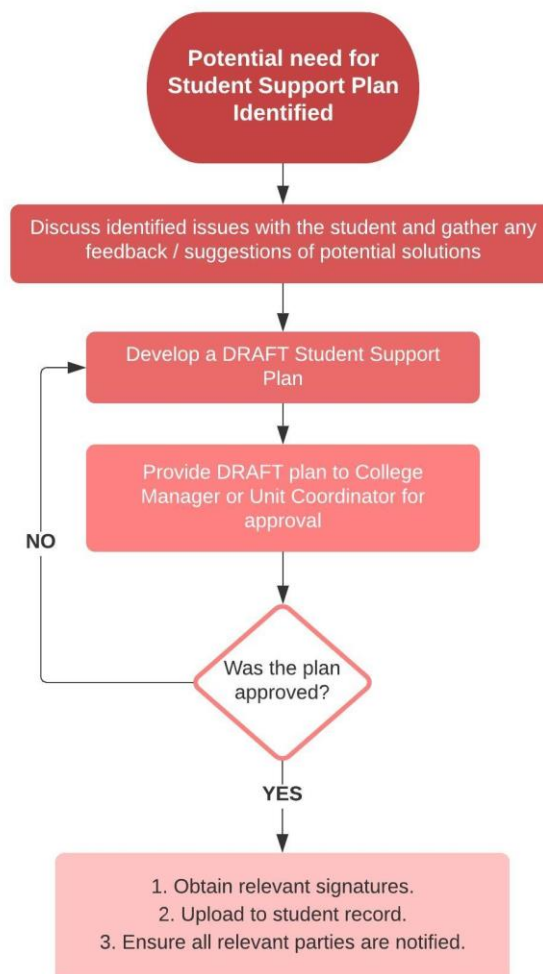 Potential need for
Student Support Plan
Identified
Discuss identified issues with the student and gather any
feedback / suggestions of potential solutions
Develop a DRAFT Student Support
Plan
Provide DRAFT plan to College
Manager or Unit Coordinator for
approval
NO
Was the plan
approved?
YES
1. Obtain relevant signatures.
2. Upload to student record.
3. Ensure all relevant parties are notified.